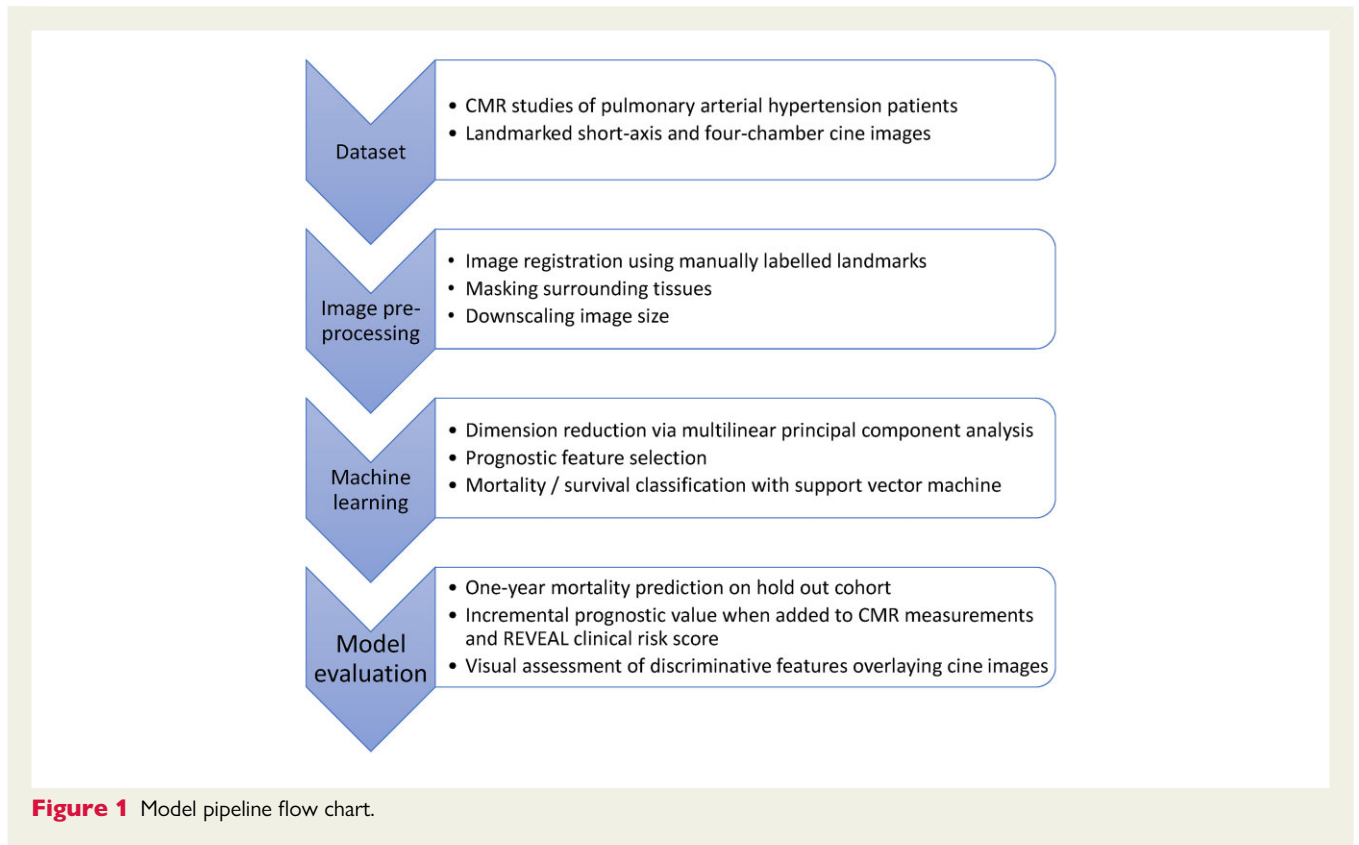 Dataset
• CMR studies of pulmonary arterial hypertension patients
• Landmarked short-axis and four-chamber cine images
Image pre-
processing
• Image registration using manually labelled landmarks
• Masking surrounding tissues
• Downscaling image size
Machine
learning
• Dimension reduction via multilinear principal component analysis
• Prognostic feature selection
• Mortality / survival classification with support vector machine
Model
evaluation
• One-year mortality prediction on hold out cohort
• Incremental prognostic value when added to CMR measurements
and REVEAL clinical risk score
• Visual assessment of discriminative features overlaying cine images
Figure 1 Model pipeline flow chart.